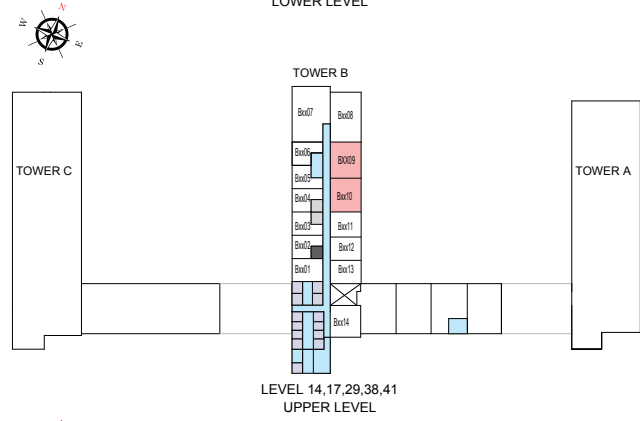 LOWER LEVEL
N
W
E
S
TOWER B
Bxx07
Bxx08
Bxx06
BXX09
TOWER C
TOWER A
Bxx05
Bxx04
Bxx10
Bxx03
Bxx11
Bxx02
Bxx12
Bxx01
Bxx13
Bxx14
LEVEL 14,17,29,38,41
UPPER LEVEL